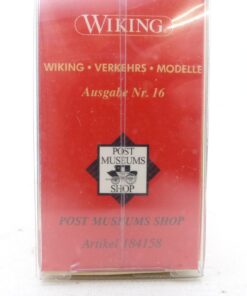 WIKING
WIKING • VERKEHRS • MODELLE
Ausgabe Nr. 16
POST
MUSEUMS
SHOP
POST MUSEUMS SHOP
Artikel 184158